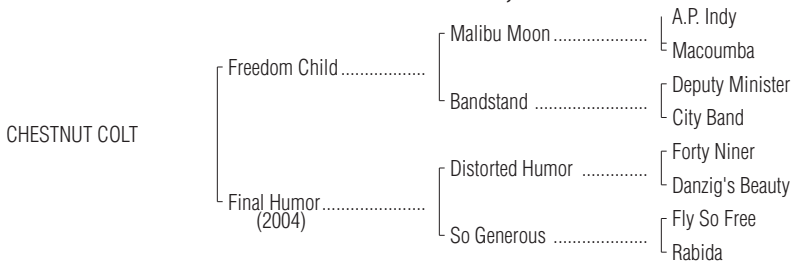 A.P. Indy
Malibu Moon ....................
Macoumba
Freedom Child ..................
Deputy Minister
Bandstand ........................
City Band
CHESTNUT COLT
Forty Niner
Distorted Humor ..............
Danzig's Beauty
Final Humor ......................
(2004)
Fly So Free
So Generous ....................
Rabida